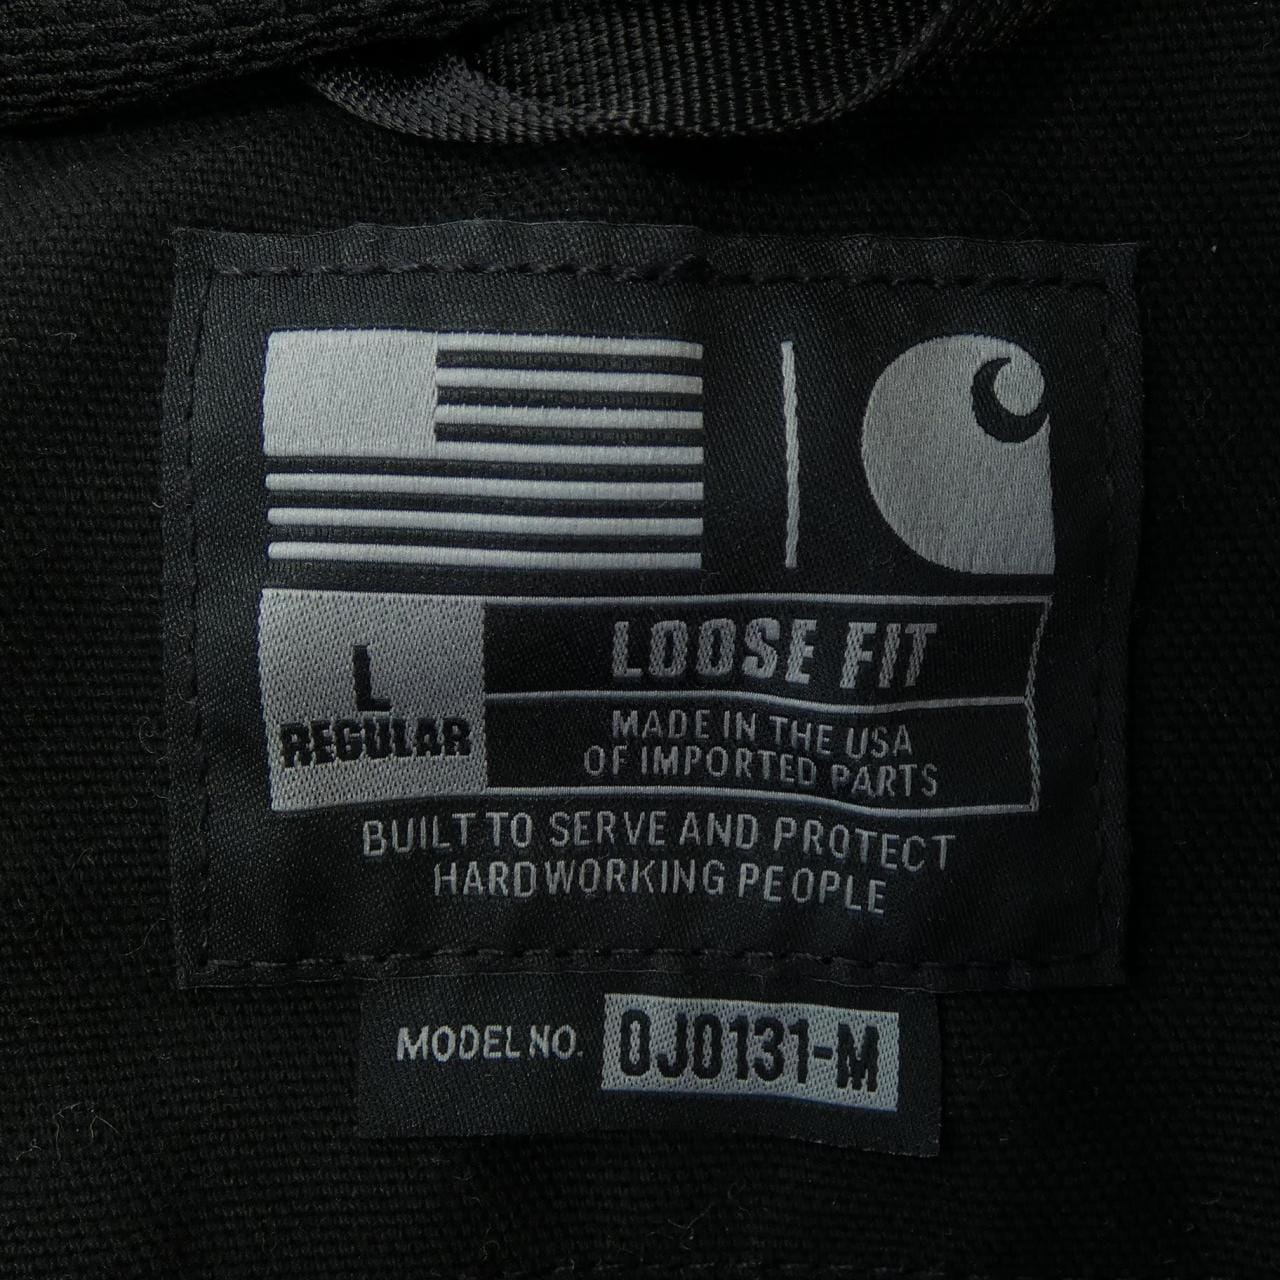 L
REGULAR
LOOSE FIT
MADE IN THE USA
OF IMPORTED PARTS
BUILT TO SERVE AND PROTECT
HARDWORKING PEOPLE
MODEL NO. 0J0131-M